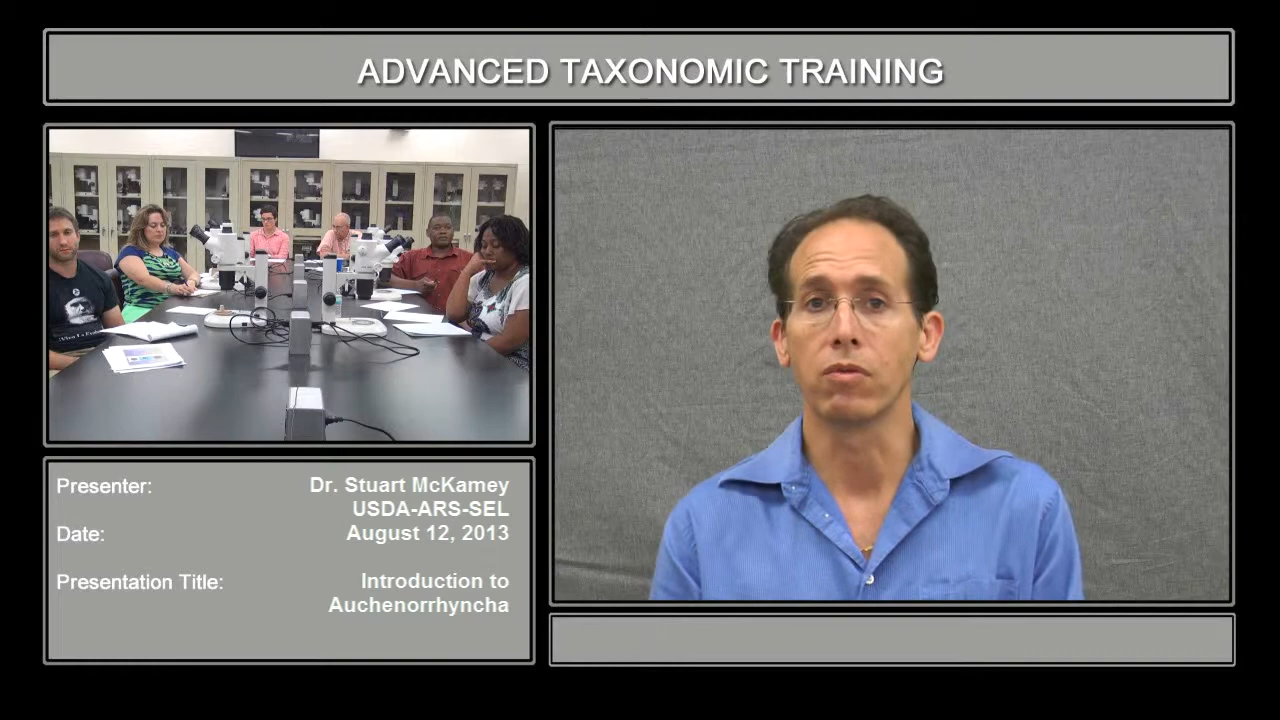 ADVANCED TAXONOMIC TRAINING
Presenter: Dr. Stuart McKamey
USDA-ARS-SEL
Date: August 12, 2013
Presentation Title: Introduction to
Auchenorrhyncha